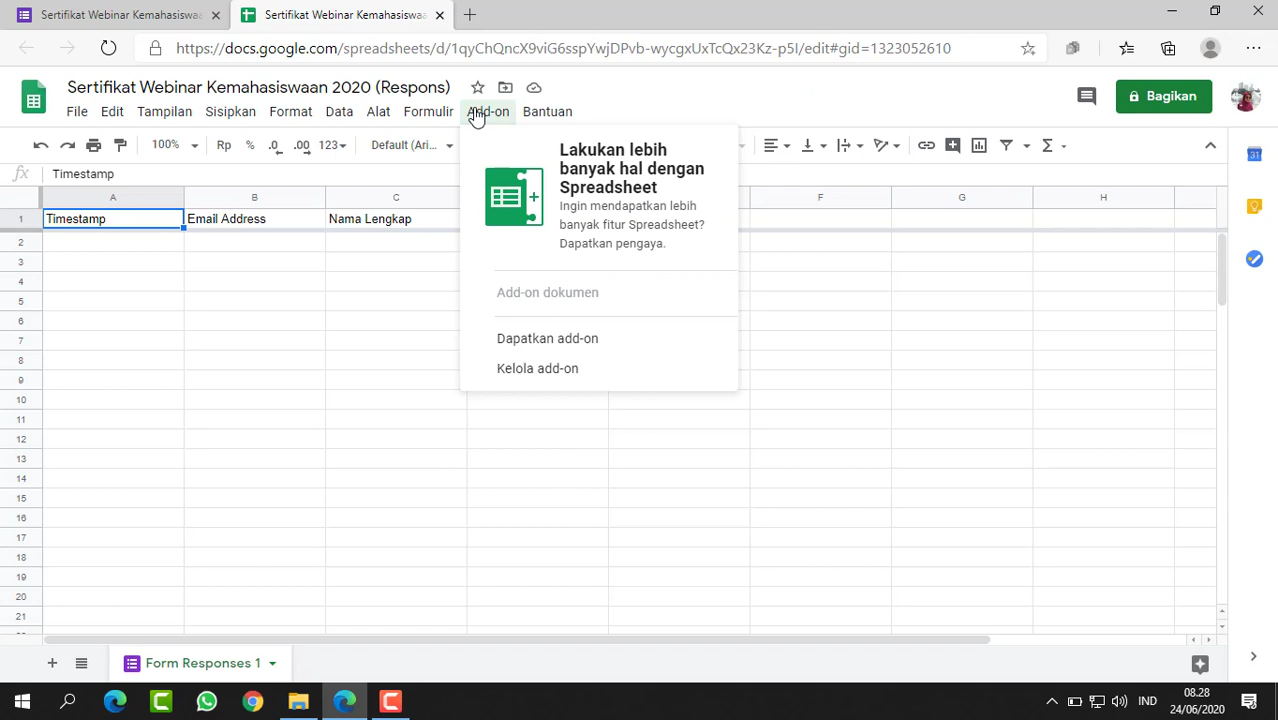 Sertifikat Webinar Kemahasiswaa
Sertifikat Webinar Kemahasiswaa
https://docs.google.com/spreadsheets/d/1qyChQncX9viG6sspYwjDPvb-wycgxUxTcQx23Kz-p5I/edit#gid=1323052610
Sertifikat Webinar Kemahasiswaan 2020 (Respons)
File Edit Tampilan Sisipkan Format Data Alat Formulir Add-on Bantuan
Bagikan
100% Rp % .0 .00 123 Default (Ari...
fx Timestamp
Lakukan lebih
banyak hal dengan
Spreadsheet
Ingin mendapatkan lebih
banyak fitur Spreadsheet?
Dapatkan pengaya.
Add-on dokumen
Dapatkan add-on
Kelola add-on
A B C F G H
1 Timestamp Email Address Nama Lengkap
2
3
4
5
6
7
8
9
10
11
12
13
14
15
16
17
18
19
20
21
Form Responses 1
31
IND
08.28
24/06/2020